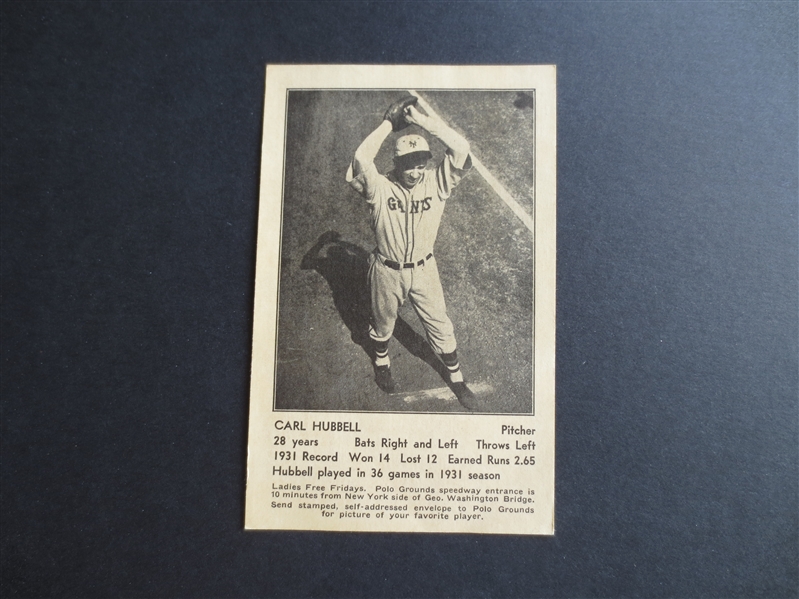 NY
GIANTS
CARL HUBBELL Pitcher
28 years Bats Right and Left Throws Left
1931 Record Won 14 Lost 12 Earned Runs 2.65
Hubbell played in 36 games in 1931 season
Ladies Free Fridays. Polo Grounds speedway entrance is
10 minutes from New York side of Geo. Washington Bridge.
Send stamped, self-addressed envelope to Polo Grounds
for picture of your favorite player.